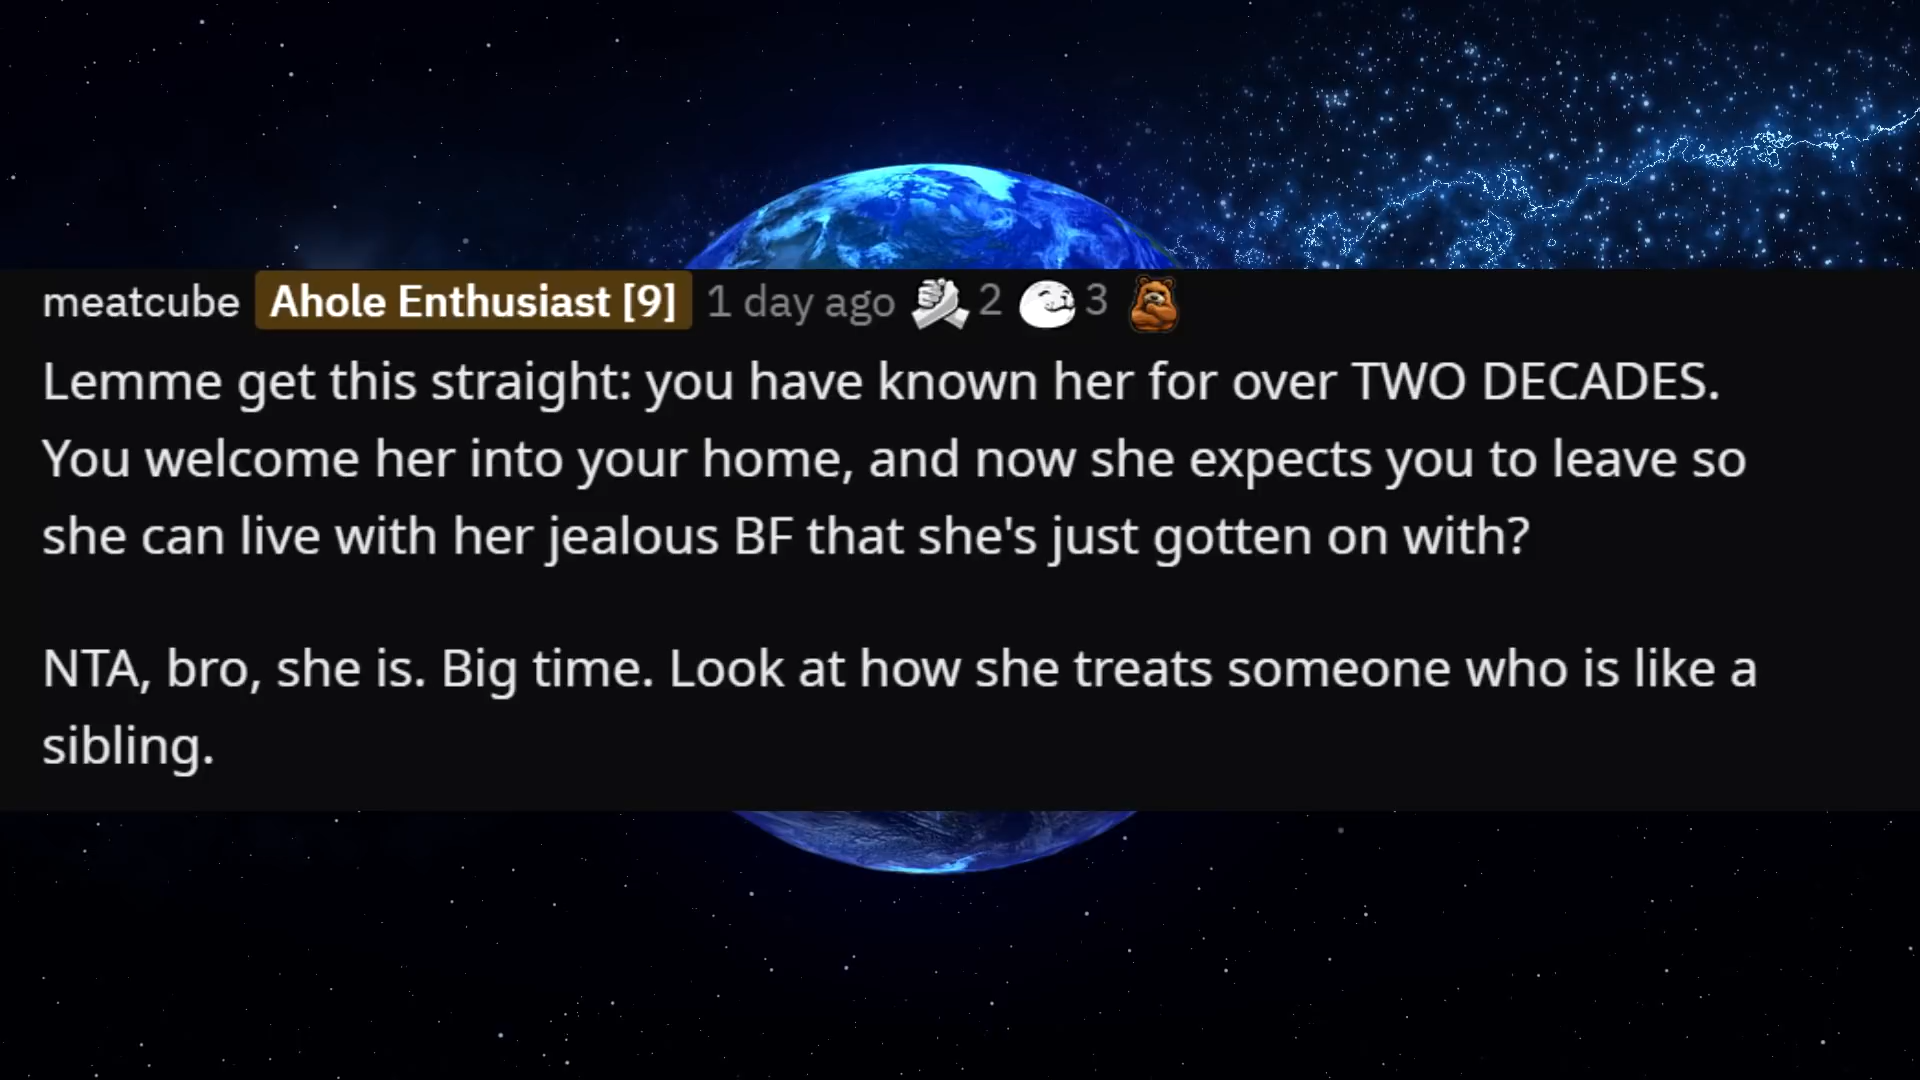 meatcube Ahole Enthusiast [9] 1 day ago 2 3
Lemme get this straight: you have known her for over TWO DECADES.
You welcome her into your home, and now she expects you to leave so
she can live with her jealous BF that she's just gotten on with?
NTA, bro, she is. Big time. Look at how she treats someone who is like a
sibling.